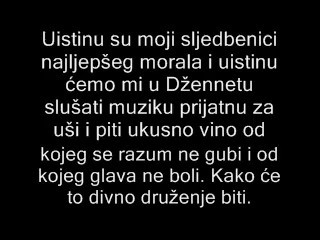 Uistinu su moji sljedbenici
najljepšeg morala i uistinu
ćemo mi u Džennetu
slušati muziku prijatnu za
uši i piti ukusno vino od
kojeg se razum ne gubi i od
kojeg glava ne boli. Kako će
to divno druženje biti.